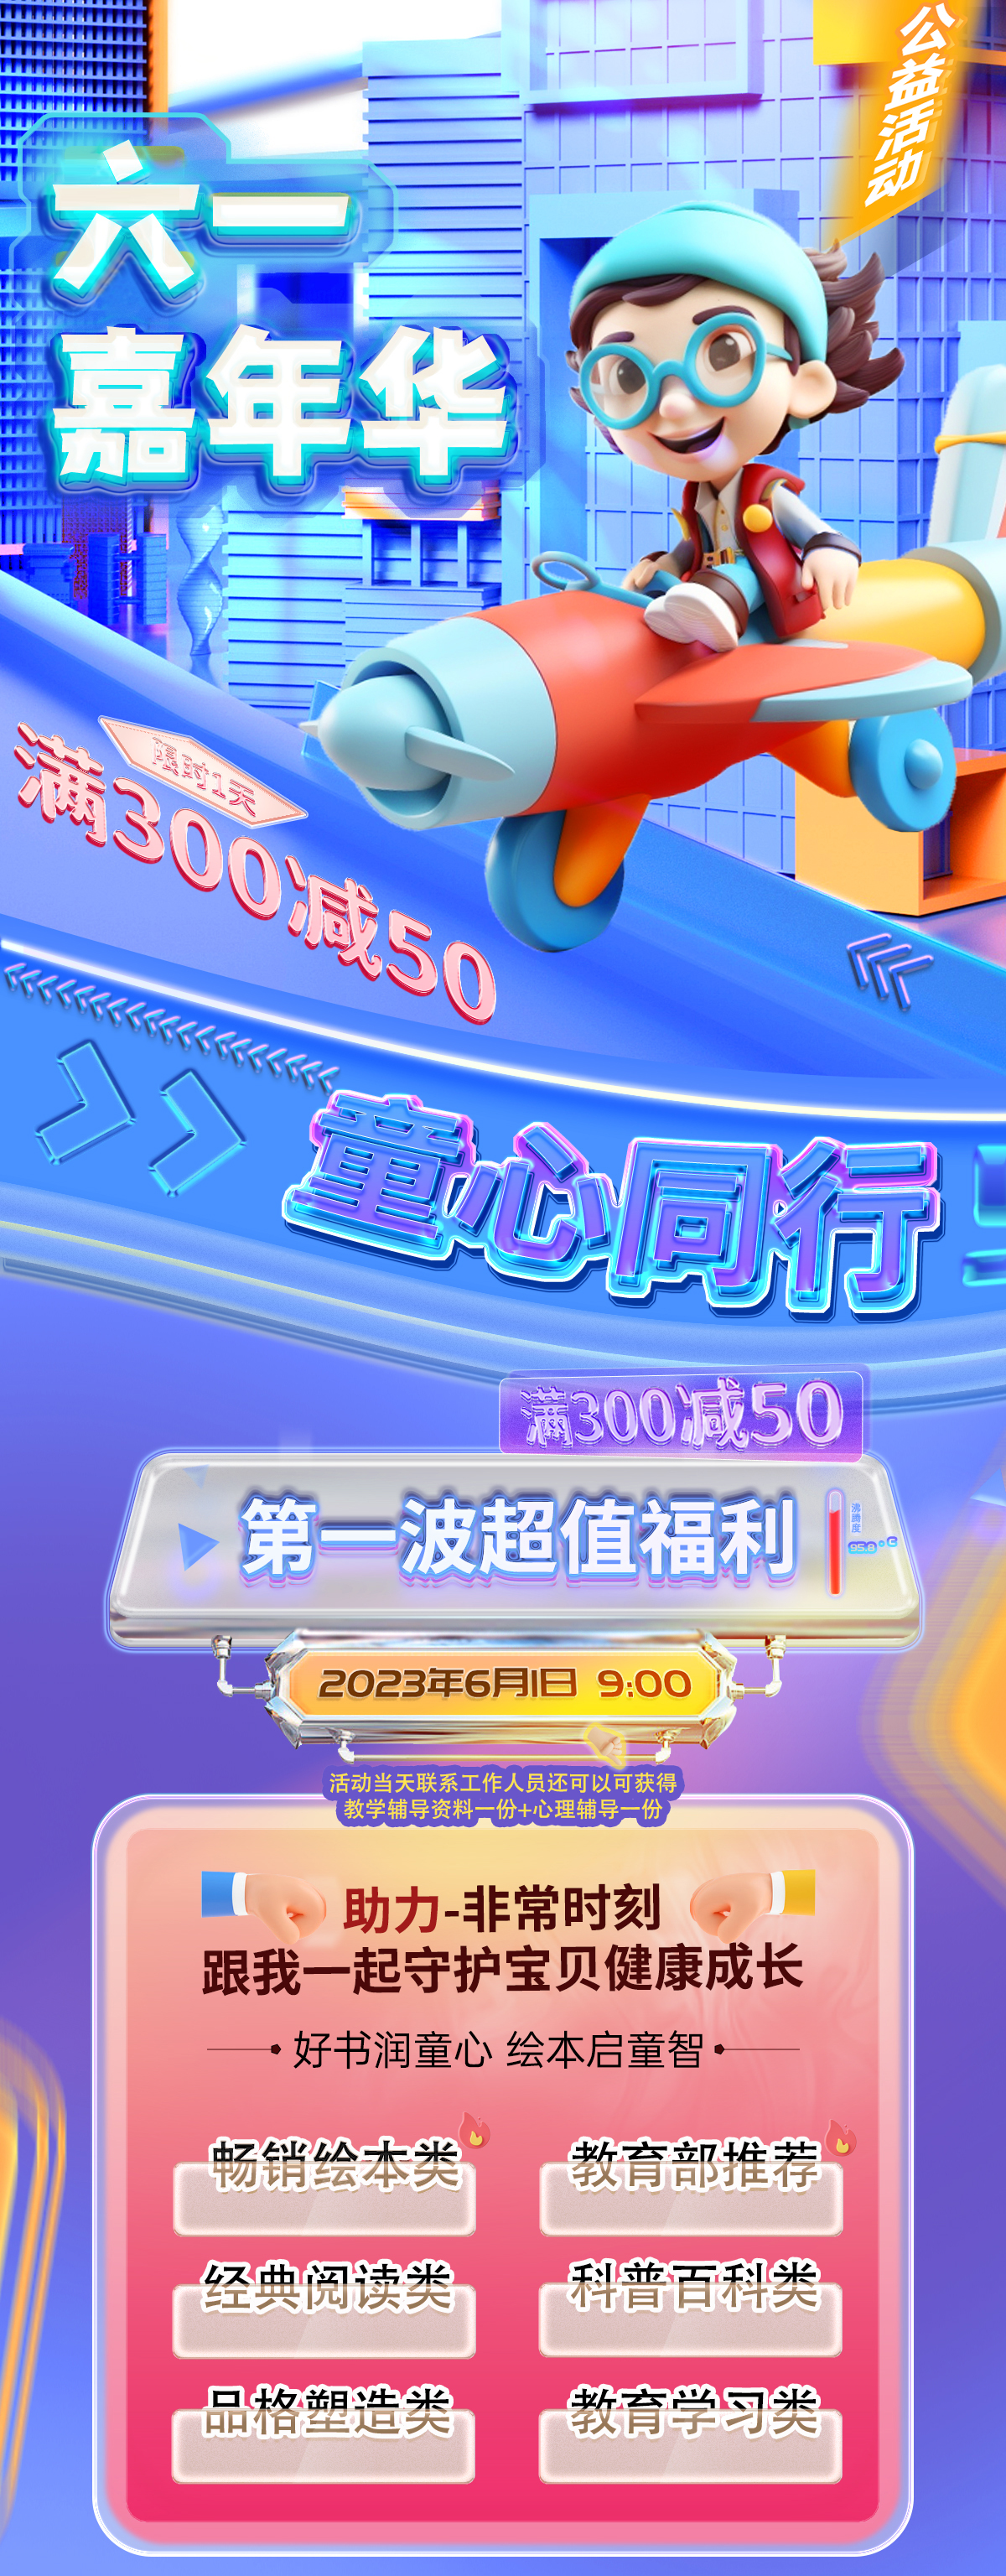 公益活动
六一
嘉年华
限时1天
满300减50
童心同行
满300减50
第一波超值福利
沸腾度
95.8°C
2023年6月1日 9:00
活动当天联系工作人员还可以可获得
教学辅导资料一份+心理辅导一份
助力-非常时刻
跟我一起守护宝贝健康成长
好书润童心 绘本启童智
畅销绘本类
教育部推荐
经典阅读类
科普百科类
品格塑造类
教育学习类